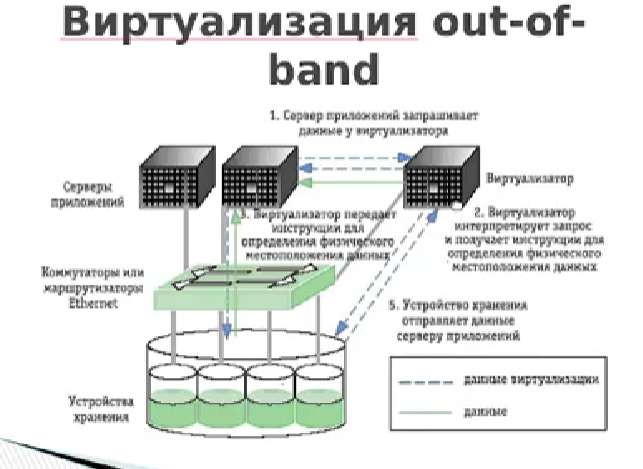 Виртуализация out-of-
band
1. Сервер приложений запрашивает
данные у виртуализатора
Серверы
приложений
Виртуализатор
3. Виртуализатор передает
инструкции для
определения физического
местоположения данных
2. Виртуализатор
интерпретирует запрос
и получает инструкции для
определения физического
местоположения данных
Коммутаторы или
маршрутизаторы
Ethernet
5. Устройство хранения
отправляет данные
серверу приложений
данные виртуализации
данные
Устройства
хранения